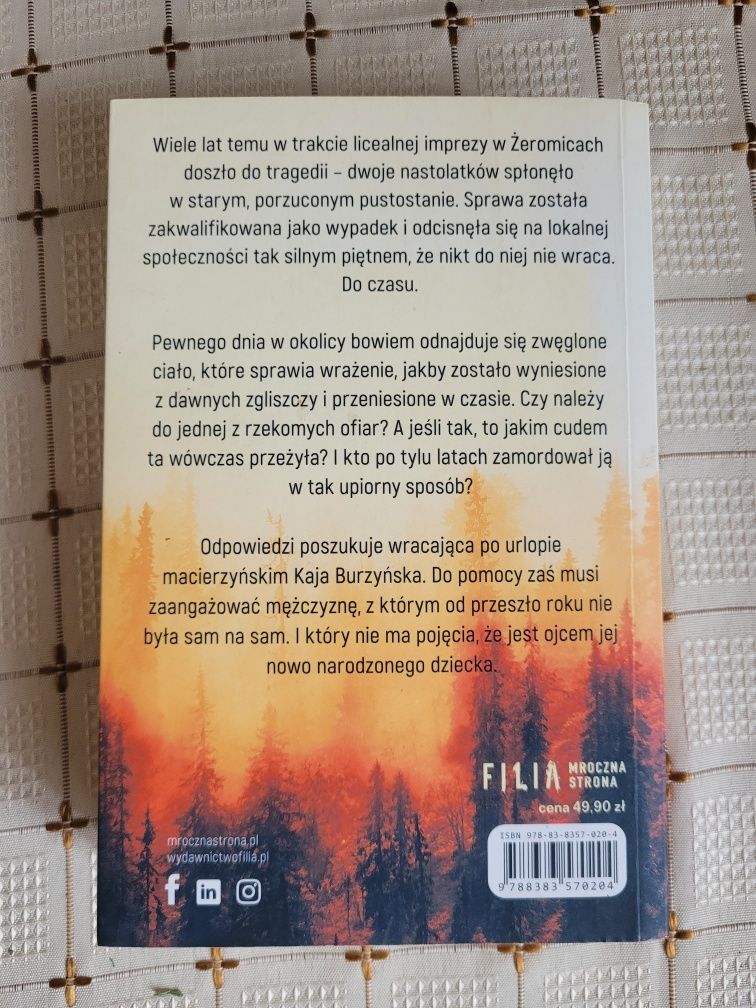 Wiele lat temu w trakcie licealnej imprezy w Żeromicach
doszło do tragedii – dwoje nastolatków spłonęło
w starym, porzuconym pustostanie. Sprawa została
zakwalifikowana jako wypadek i odcisnęła się na lokalnej
społeczności tak silnym piętnem, że nikt do niej nie wraca.
Do czasu.
Pewnego dnia w okolicy bowiem odnajduje się zwęglone
ciało, które sprawia wrażenie, jakby zostało wyniesione
z dawnych zgliszczy i przeniesione w czasie. Czy należy
do jednej z rzekomych ofiar? A jeśli tak, to jakim cudem
ta wówczas przeżyła? I kto po tylu latach zamordował ją
w tak upiorny sposób?
Odpowiedzi poszukuje wracająca po urlopie
macierzyńskim Kaja Burzyńska. Do pomocy zaś musi
zaangażować mężczyznę, z którym od przeszło roku nie
była sam na sam. I który nie ma pojęcia, że jest ojcem jej
nowo narodzonego dziecka.
FILIA MROCZNA
STRONA
cena 49,90 zł
mrocznastrona.pl
wydawnictwofilia.pl
f in
ISBN 978-83-8357-020-4
9 788383 570204